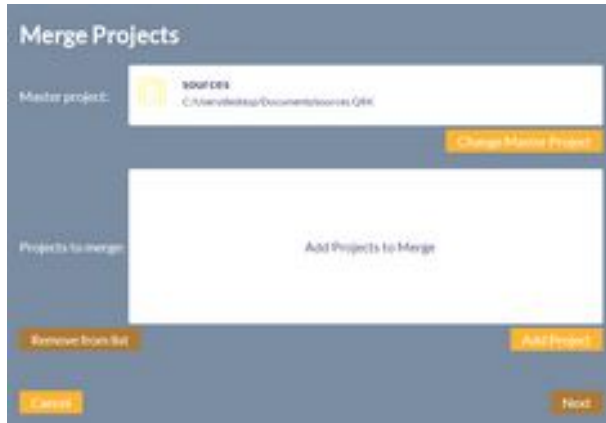 Merge Projects
Master project:
sources
Change Master Project
Projects to merge:
Add Projects to Merge
Remove from list
Add Project
Cancel
Next